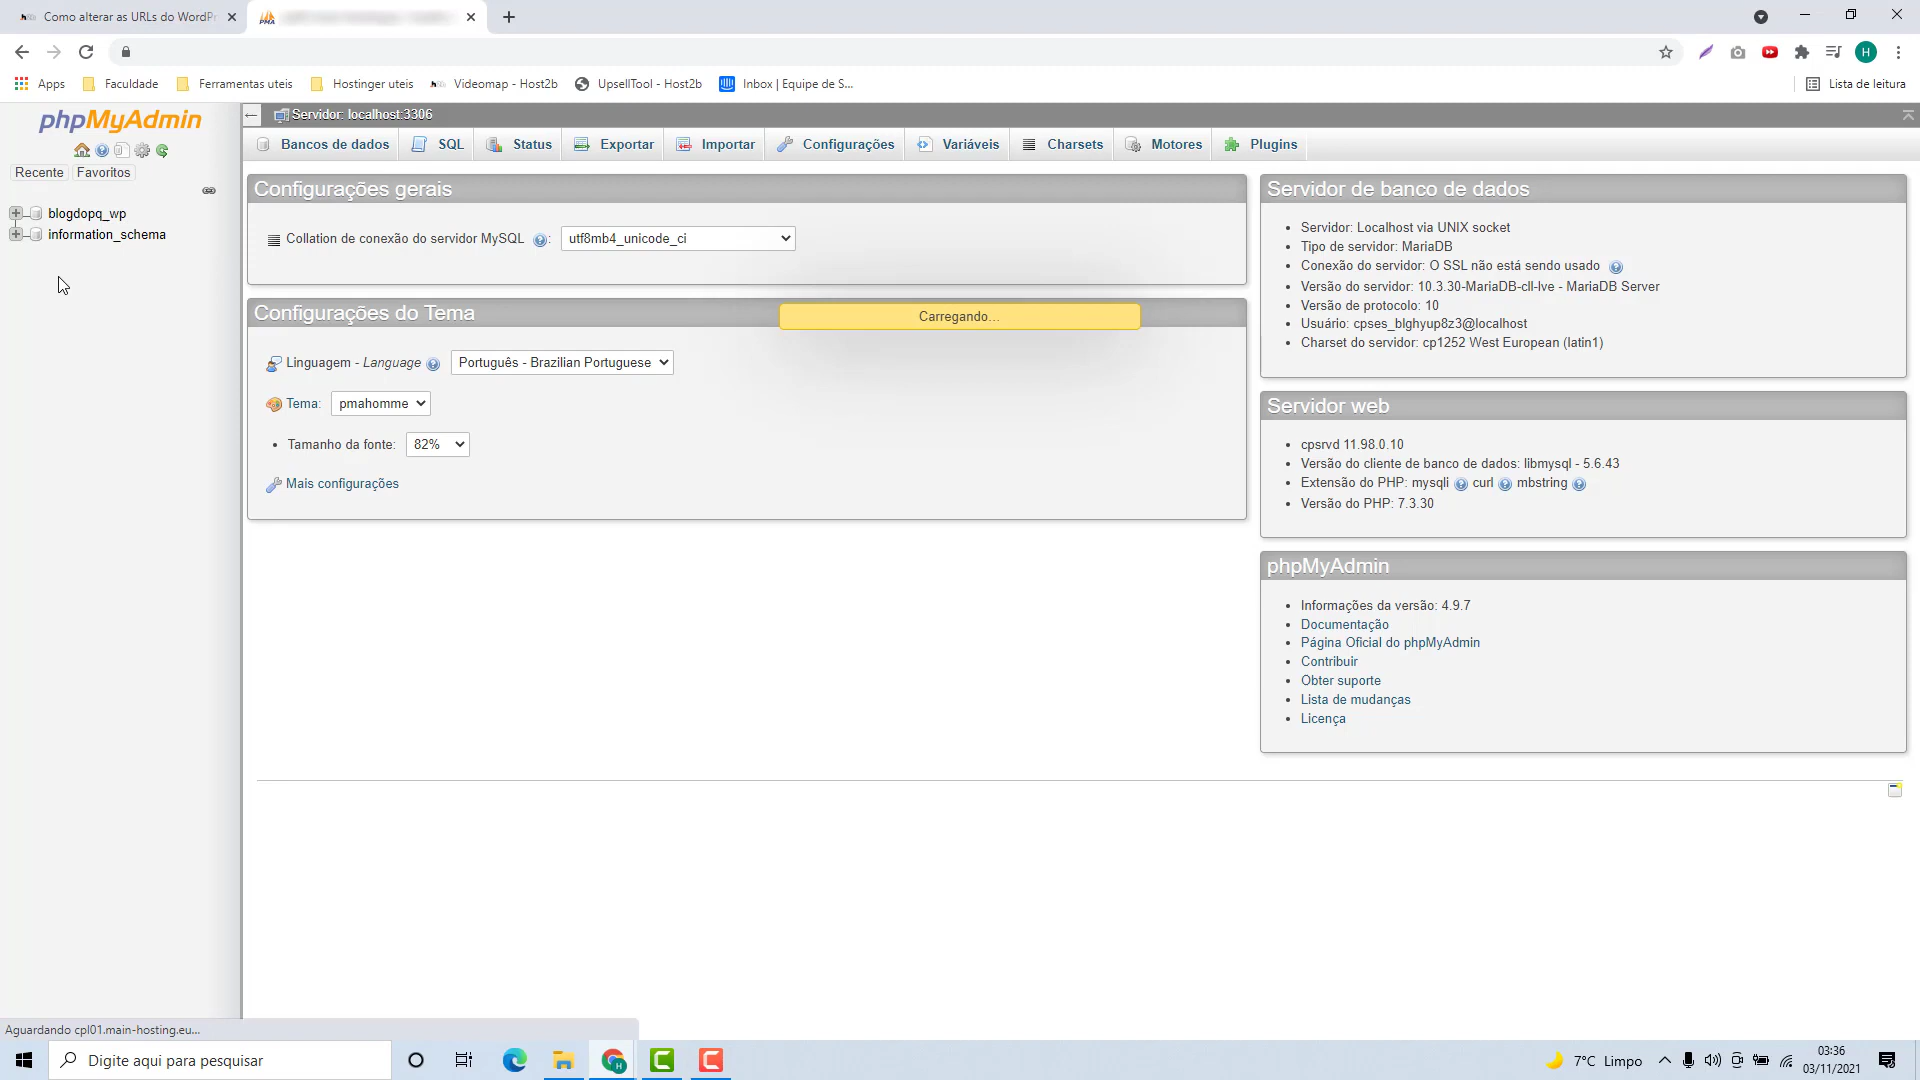 Como alterar as URLs do WordPr
Apps
Faculdade
Ferramentas uteis
Hostinger uteis
Videomap - Host2b
UpsellTool - Host2b
Inbox | Equipe de S...
Lista de leitura
phpMyAdmin
Recente
Favoritos
blogdopq_wp
information_schema
Servidor: localhost:3306
Bancos de dados
SQL
Status
Exportar
Importar
Configurações
Variáveis
Charsets
Motores
Plugins
Configurações gerais
Collation de conexão do servidor MySQL : utf8mb4_unicode_ci
Configurações do Tema
Carregando...
Linguagem - Language Português - Brazilian Portuguese
Tema: pmahomme
• Tamanho da fonte: 82%
Mais configurações
Servidor de banco de dados
• Servidor: Localhost via UNIX socket
• Tipo de servidor: MariaDB
• Conexão do servidor: O SSL não está sendo usado
• Versão do servidor: 10.3.30-MariaDB-cll-lve - MariaDB Server
• Versão de protocolo: 10
• Usuário: cpses_blghyup8z3@localhost
• Charset do servidor: cp1252 West European (latin1)
Servidor web
• cpsrvd 11.98.0.10
• Versão do cliente de banco de dados: libmysql - 5.6.43
• Extensão do PHP: mysqli curl mbstring
• Versão do PHP: 7.3.30
phpMyAdmin
• Informações da versão: 4.9.7
• Documentação
• Página Oficial do phpMyAdmin
• Contribuir
• Obter suporte
• Lista de mudanças
• Licença
Aguardando cpl01.main-hosting.eu...
Digite aqui para pesquisar
7°C Limpo
03:36
03/11/2021